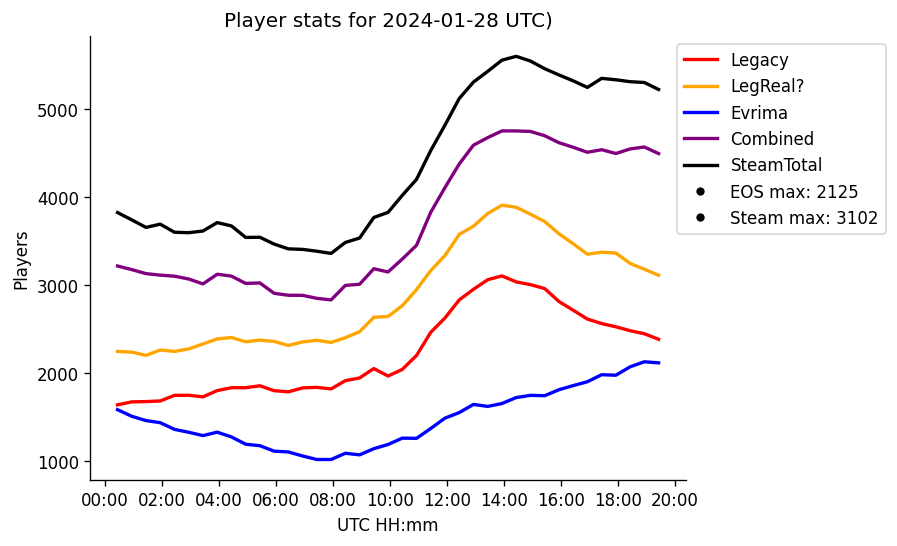 Player stats for 2024-01-28 UTC)
Legacy
LegReal?
Evrima
Combined
SteamTotal
EOS max: 2125
Steam max: 3102
Players
5000
4000
3000
2000
1000
00:00 02:00 04:00 06:00 08:00 10:00 12:00 14:00 16:00 18:00 20:00
UTC HH:mm